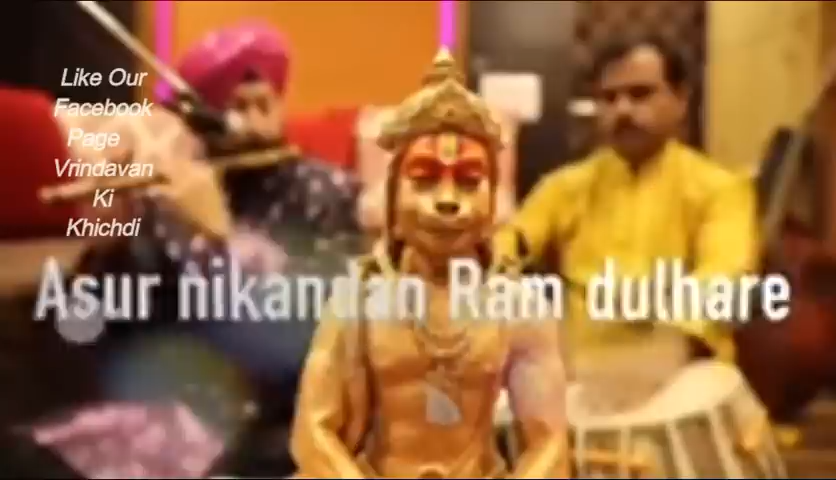 Like Our
Facebook
Page
Vrindavan
Ki
Khichdi
Asur nikandan Ram dulhare